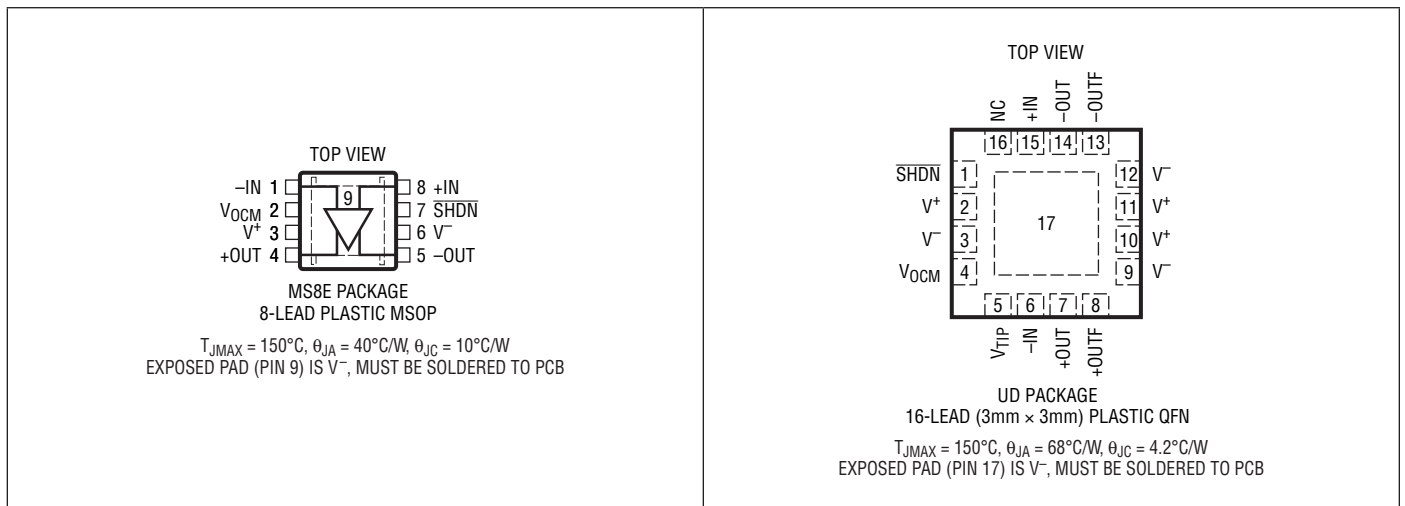 TOP VIEW
–IN 1
VOCM 2
V+ 3
+OUT 4
9
8 +IN
7 SHDN
6 V–
5 –OUT
MS8E PACKAGE
8-LEAD PLASTIC MSOP
TJMAX = 150°C, θJA = 40°C/W, θJC = 10°C/W
EXPOSED PAD (PIN 9) IS V–, MUST BE SOLDERED TO PCB
TOP VIEW
NC
+IN
–OUT
–OUTF
16 15 14 13
SHDN 1
V+ 2
V– 3
VOCM 4
17
12 V–
11 V+
10 V+
9 V–
5 6 7 8
VTIP
–IN
+OUT
+OUTF
UD PACKAGE
16-LEAD (3mm × 3mm) PLASTIC QFN
TJMAX = 150°C, θJA = 68°C/W, θJC = 4.2°C/W
EXPOSED PAD (PIN 17) IS V–, MUST BE SOLDERED TO PCB